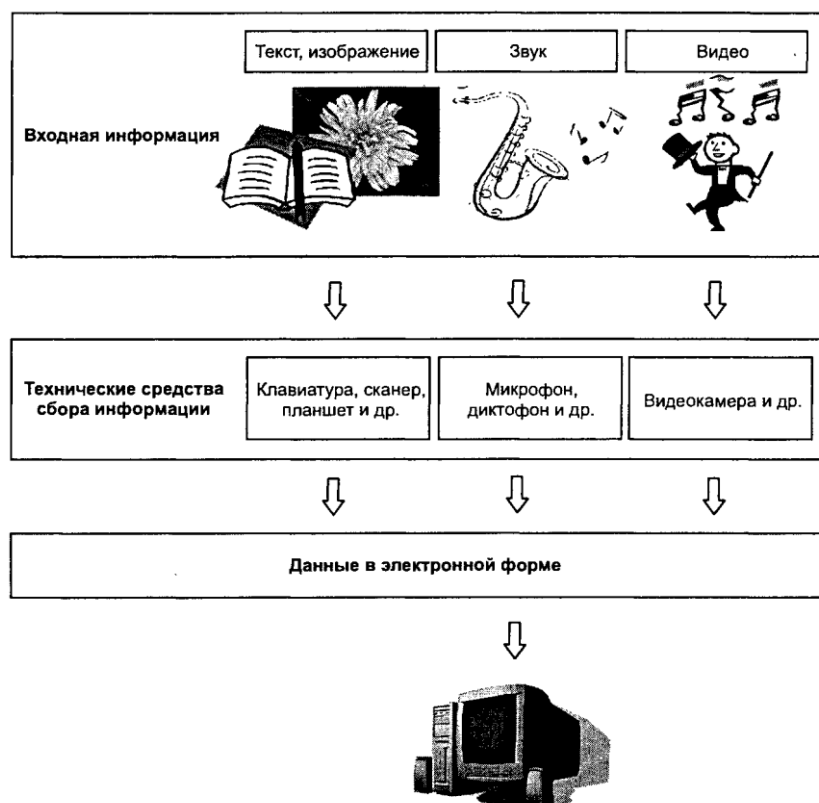 Текст, изображение
Звук
Видео
Входная информация
Технические средства
сбора информации
Клавиатура, сканер,
планшет и др.
Микрофон,
диктофон и др.
Видеокамера и др.
Данные в электронной форме